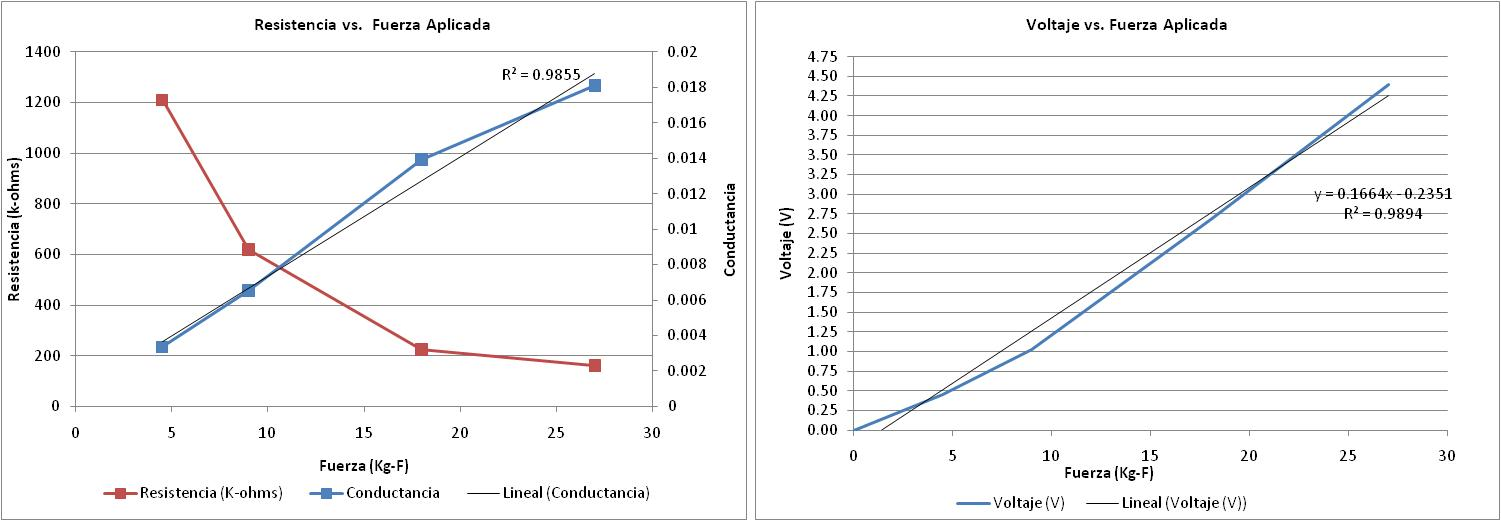 Resistencia vs.  Fuerza Aplicada
1400
1200
1000
800
600
400
200
0
Resistencia (k-ohms)
0.02
0.018
0.016
0.014
0.012
0.01
0.008
0.006
0.004
0.002
0
Conductancia
R² = 0.9855
0 5 10 15 20 25 30
Fuerza (Kg-F)
Resistencia (K-ohms) Conductancia Lineal (Conductancia)
Voltaje vs. Fuerza Aplicada
4.75
4.50
4.25
4.00
3.75
3.50
3.25
3.00
2.75
2.50
2.25
2.00
1.75
1.50
1.25
1.00
0.75
0.50
0.25
0.00
Voltaje (V)
y = 0.1664x - 0.2351
R² = 0.9894
0 5 10 15 20 25 30
Fuerza (Kg-F)
Voltaje (V) Lineal (Voltaje (V))